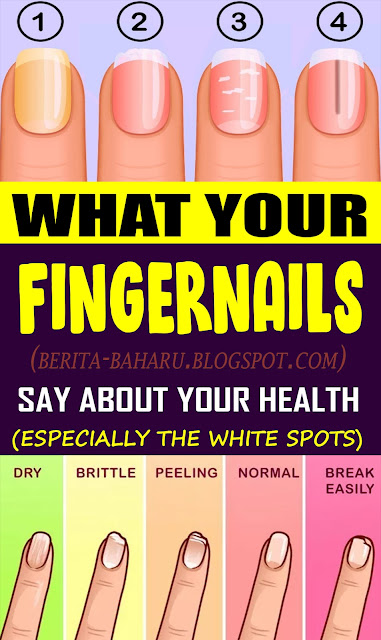 1 2 3 4
WHAT YOUR
FINGERNAILS
(BERITA-BAHARU.BLOGSPOT.COM)
SAY ABOUT YOUR HEALTH
(ESPECIALLY THE WHITE SPOTS)
DRY BRITTLE PEELING NORMAL BREAK
EASILY